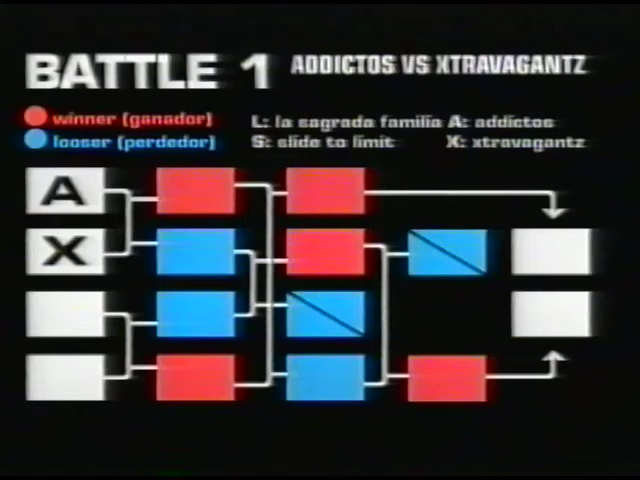 BATTLE 1 ADDICTOS VS XTRAVAGANTZ
winner (ganador)
L: la sagrada familia A: addictos
looser (perdedor)
S: slide to limit X: xtravagantz
A
X